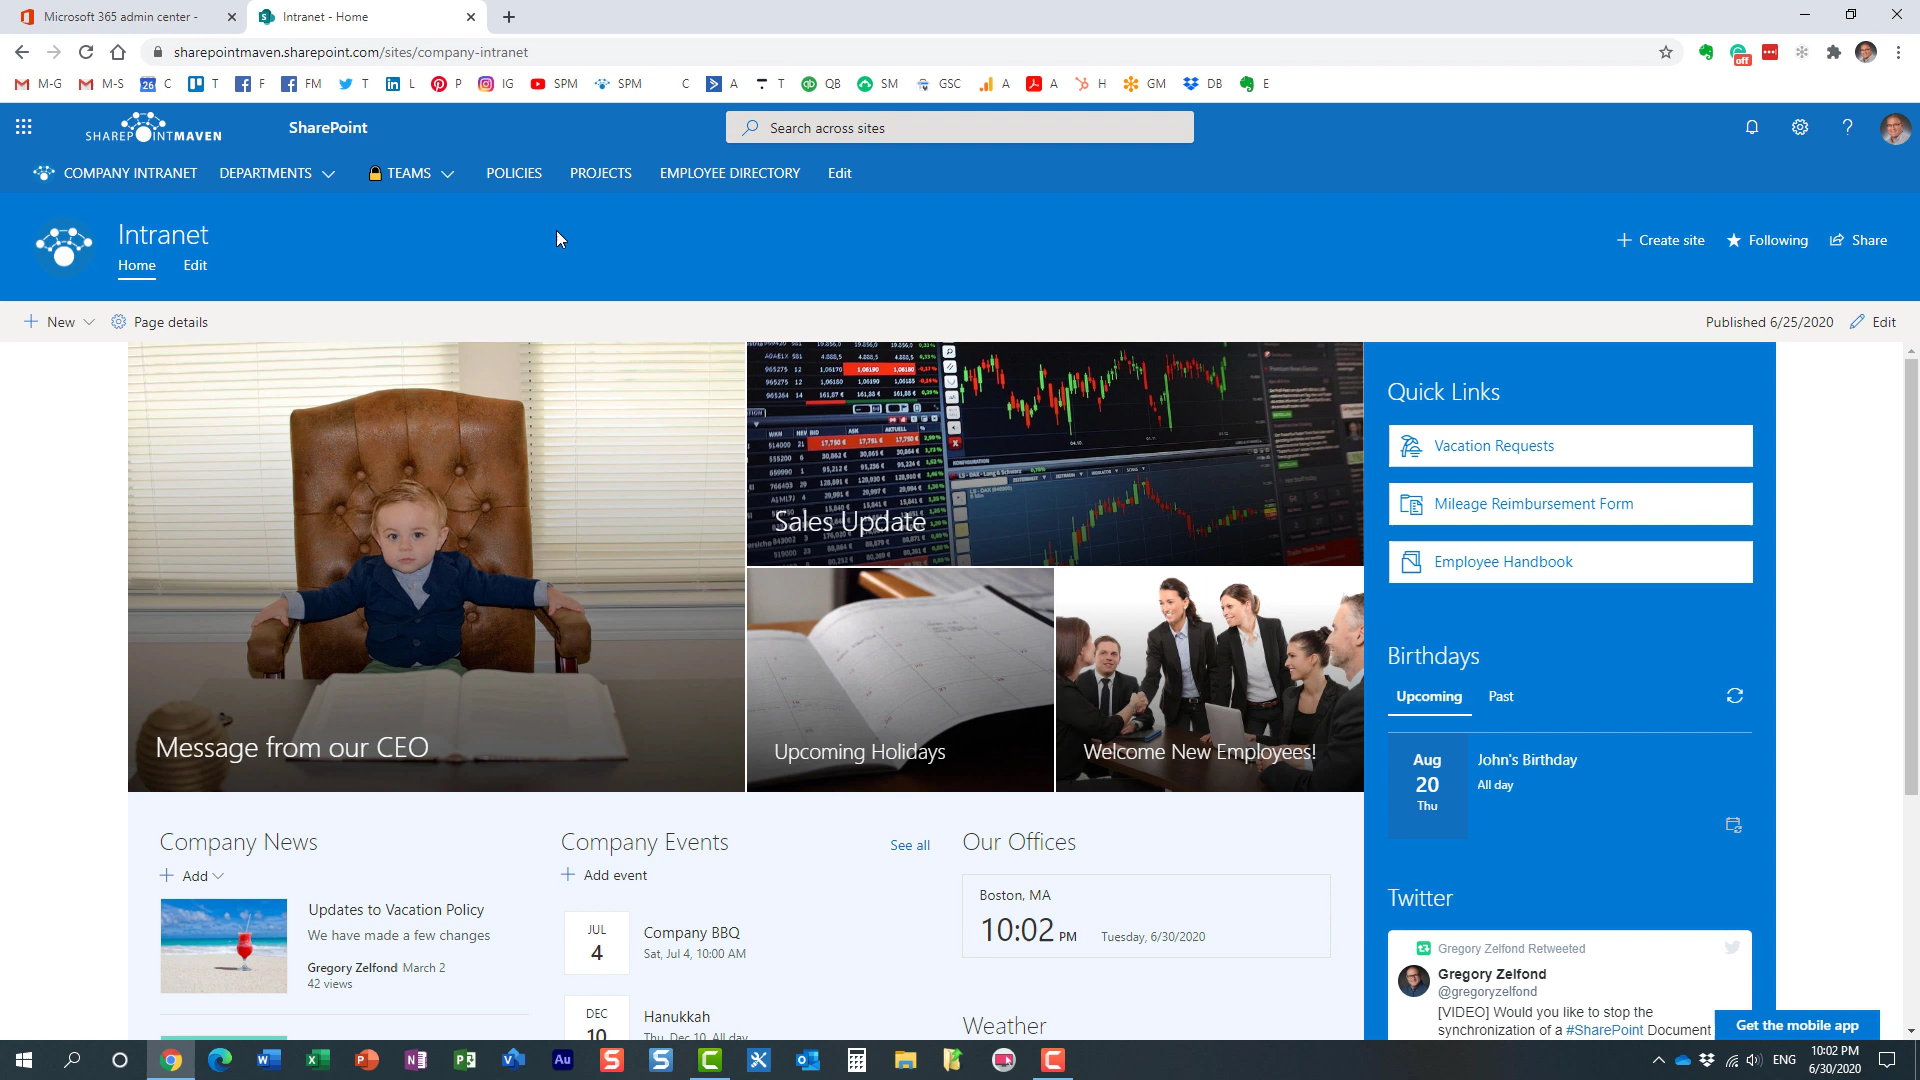 Microsoft 365 admin center -
Intranet - Home
sharepointmaven.sharepoint.com/sites/company-intranet
M-G M-S 26 C T F FM T L P IG SPM SPM C A T QB SM GSC A A H GM DB E
off
SHAREPOINTMAVEN
SharePoint
Search across sites
COMPANY INTRANET DEPARTMENTS TEAMS POLICIES PROJECTS EMPLOYEE DIRECTORY Edit
Intranet
Home Edit
Create site Following Share
New Page details
Published 6/25/2020 Edit
Sales Update
Message from our CEO
Upcoming Holidays
Welcome New Employees!
Quick Links
Vacation Requests
Mileage Reimbursement Form
Employee Handbook
Birthdays
Upcoming Past
Aug
20
Thu
John's Birthday
All day
Company News
Add
Updates to Vacation Policy
We have made a few changes
Gregory Zelfond March 2
42 views
Company Events See all
Add event
JUL
4
Company BBQ
Sat, Jul 4, 10:00 AM
DEC
10
Hanukkah
Thu, Dec 10, All day
Our Offices
Boston, MA
10:02 PM Tuesday, 6/30/2020
Weather
Twitter
Gregory Zelfond Retweeted
Gregory Zelfond
@gregoryzelfond
[VIDEO] Would you like to stop the
synchronization of a #SharePoint Document
Get the mobile app
ENG
10:02 PM
6/30/2020